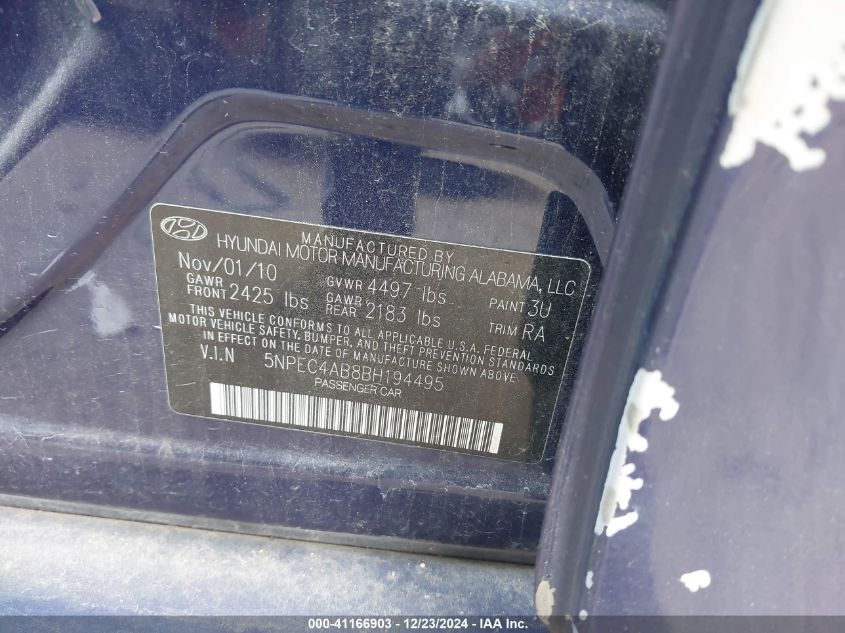 MANUFACTURED BY
HYUNDAI MOTOR MANUFACTURING ALABAMA, LLC
Nov/01/10 GVWR 4497 lbs PAINT 3U
GAWR FRONT 2425 lbs GAWR REAR 2183 lbs TRIM RA
THIS VEHICLE CONFORMS TO ALL APPLICABLE U.S.A. FEDERAL
MOTOR VEHICLE SAFETY, BUMPER, AND THEFT PREVENTION STANDARDS
IN EFFECT ON THE DATE OF MANUFACTURE SHOWN ABOVE.
V.I.N 5NPEC4AB8BH194495
PASSENGER CAR
000-41166903 - 12/23/2024 - IAA Inc.